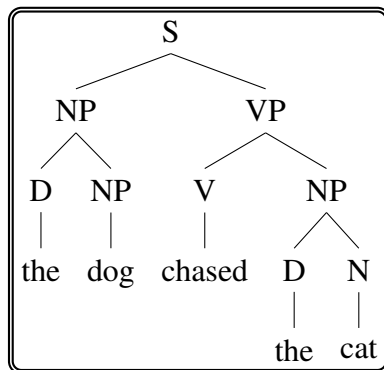 S
NP VP
D NP V NP
the dog chased D N
the cat